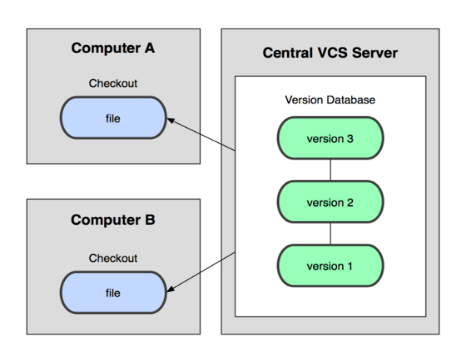 Computer A
Checkout
file
Computer B
Checkout
file
Central VCS Server
Version Database
version 3
version 2
version 1